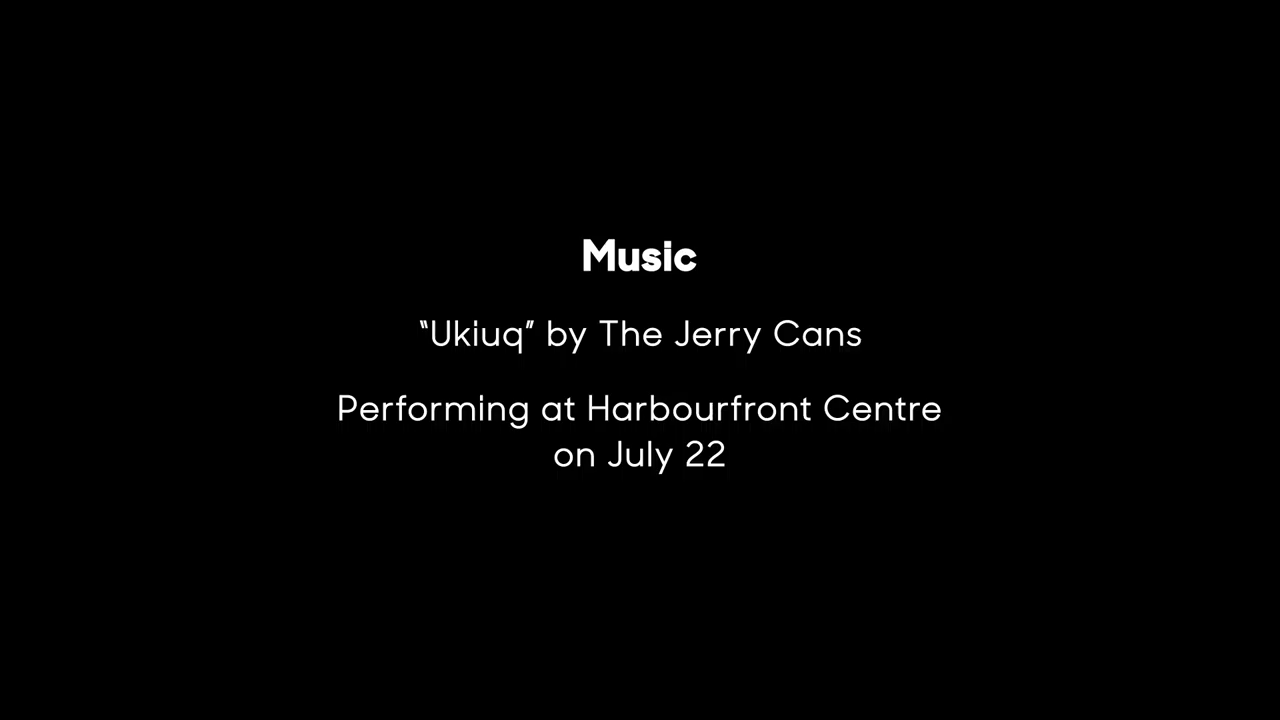 Music
“Ukiuq” by The Jerry Cans
Performing at Harbourfront Centre
on July 22